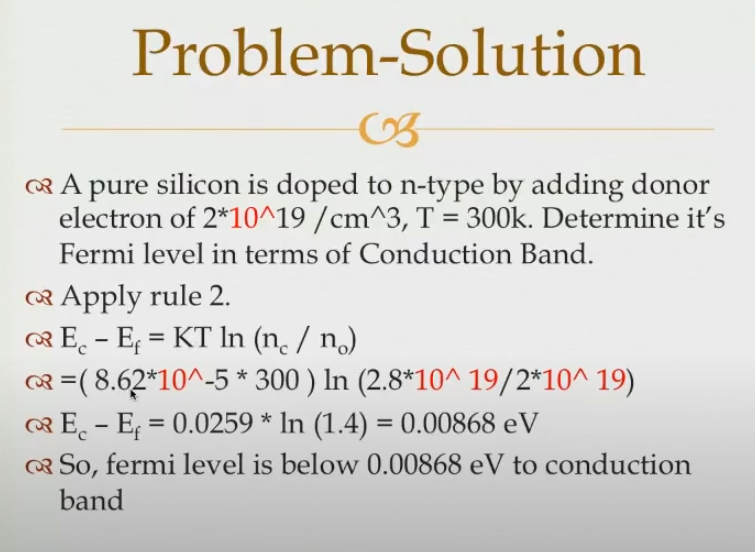 Problem-Solution
A pure silicon is doped to n-type by adding donor
electron of 2*10^19 /cm^3, T = 300k. Determine it's
Fermi level in terms of Conduction Band.
Apply rule 2.
E_c – E_f = KT ln (n_c / n_o)
=( 8.62*10^-5 * 300 ) ln (2.8*10^ 19/2*10^ 19)
E_c – E_f = 0.0259 * ln (1.4) = 0.00868 eV
So, fermi level is below 0.00868 eV to conduction
band